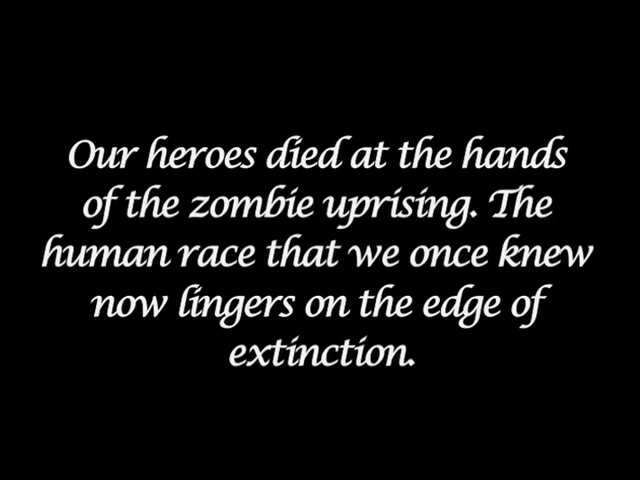 Our heroes died at the hands
of the zombie uprising. The
human race that we once knew
now lingers on the edge of
extinction.